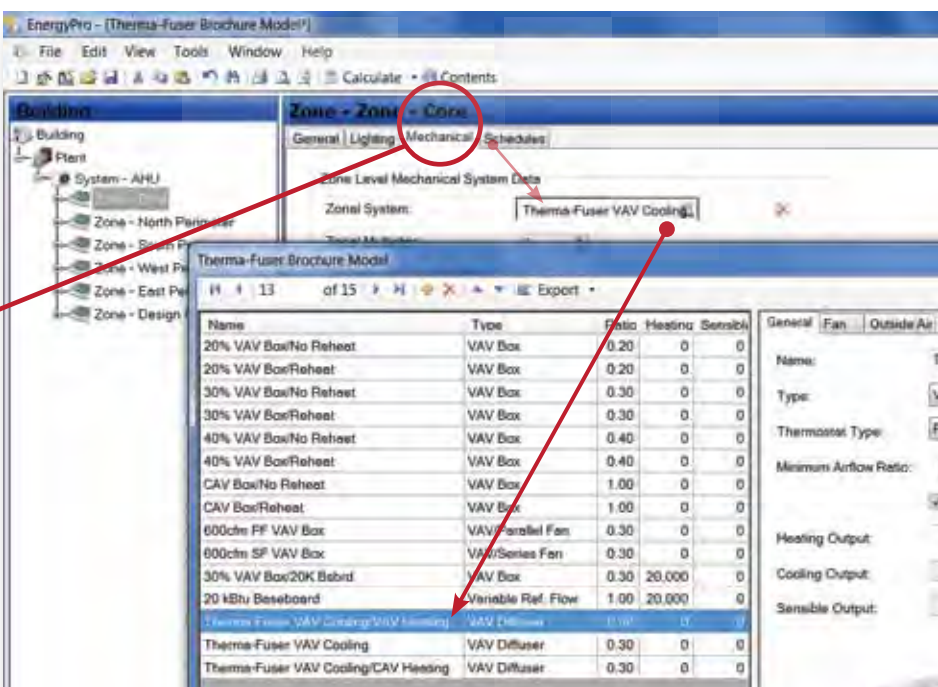 EnergyPro - [Therma-Fuser Brochure Model*]
File Edit View Tools Window Help
Calculate Contents
Building
Zone - Zone - Core
Building
Plant
System - AHU
Zone - North Perimeter
Zone - South
Zone - West Pe
Zone - East Pe
Zone - Design
General Lighting Mechanical Schedules
Zone Level Mechanical System Data
Zonal System: Therma-Fuser VAV Cooling
Zonal Multiplier:
Therma-Fuser Brochure Model
13 of 15 Export
Name Type Ratio Heating Sensible
20% VAV Box/No Reheat VAV Box 0.20 0 0
20% VAV Box/Reheat VAV Box 0.20 0 0
30% VAV Box/No Reheat VAV Box 0.30 0 0
30% VAV Box/Reheat VAV Box 0.30 0 0
40% VAV Box/No Reheat VAV Box 0.40 0 0
40% VAV Box/Reheat VAV Box 0.40 0 0
CAV Box/No Reheat VAV Box 1.00 0 0
CAV Box/Reheat VAV Box 1.00 0 0
600cfm PF VAV Box VAV/Parallel Fan 0.30 0 0
600cfm SF VAV Box VAV/Series Fan 0.30 0 0
30% VAV Box/20K Bsbrd VAV Box 0.30 20,000 0
20 kBtu Baseboard Variable Ref. Flow 1.00 20,000 0
Therma-Fuser VAV Cooling/VAV Heating VAV Diffuser 0 0
Therma-Fuser VAV Cooling VAV Diffuser 0.30 0 0
Therma-Fuser VAV Cooling/CAV Heating VAV Diffuser 0.30 0 0
General Fan Outside Air
Name:
Type:
Thermostat Type:
Minimum Airflow Ratio:
Heating Output:
Cooling Output:
Sensible Output: